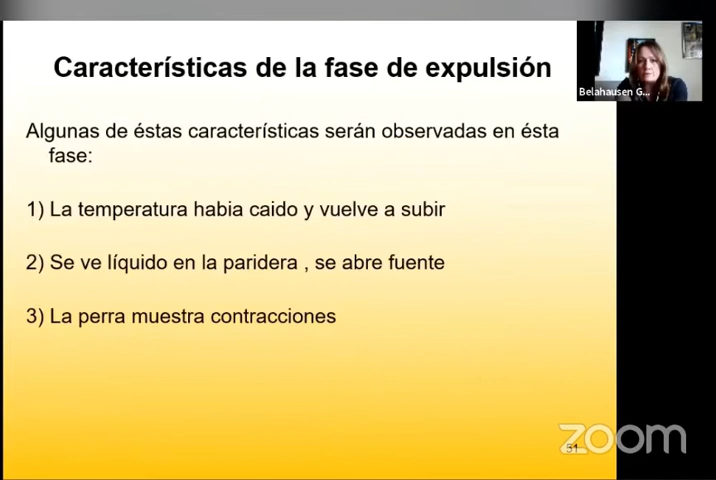 Características de la fase de expulsión
Belahausen G...
Algunas de éstas características serán observadas en ésta
fase:
1) La temperatura habia caido y vuelve a subir
2) Se ve líquido en la paridera , se abre fuente
3) La perra muestra contracciones
51
zoom